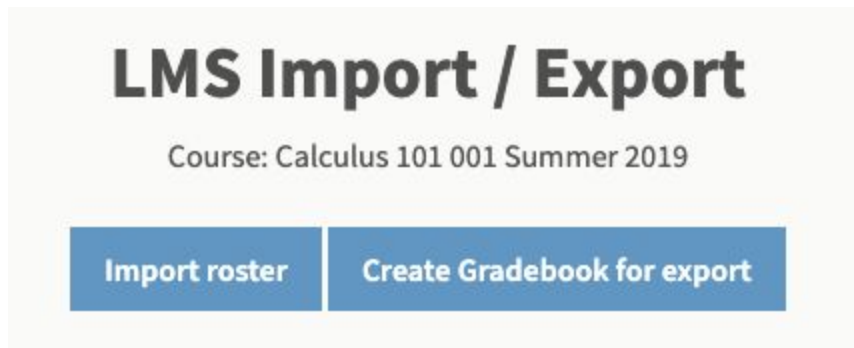 LMS Import / Export
Course: Calculus 101 001 Summer 2019
Import roster
Create Gradebook for export